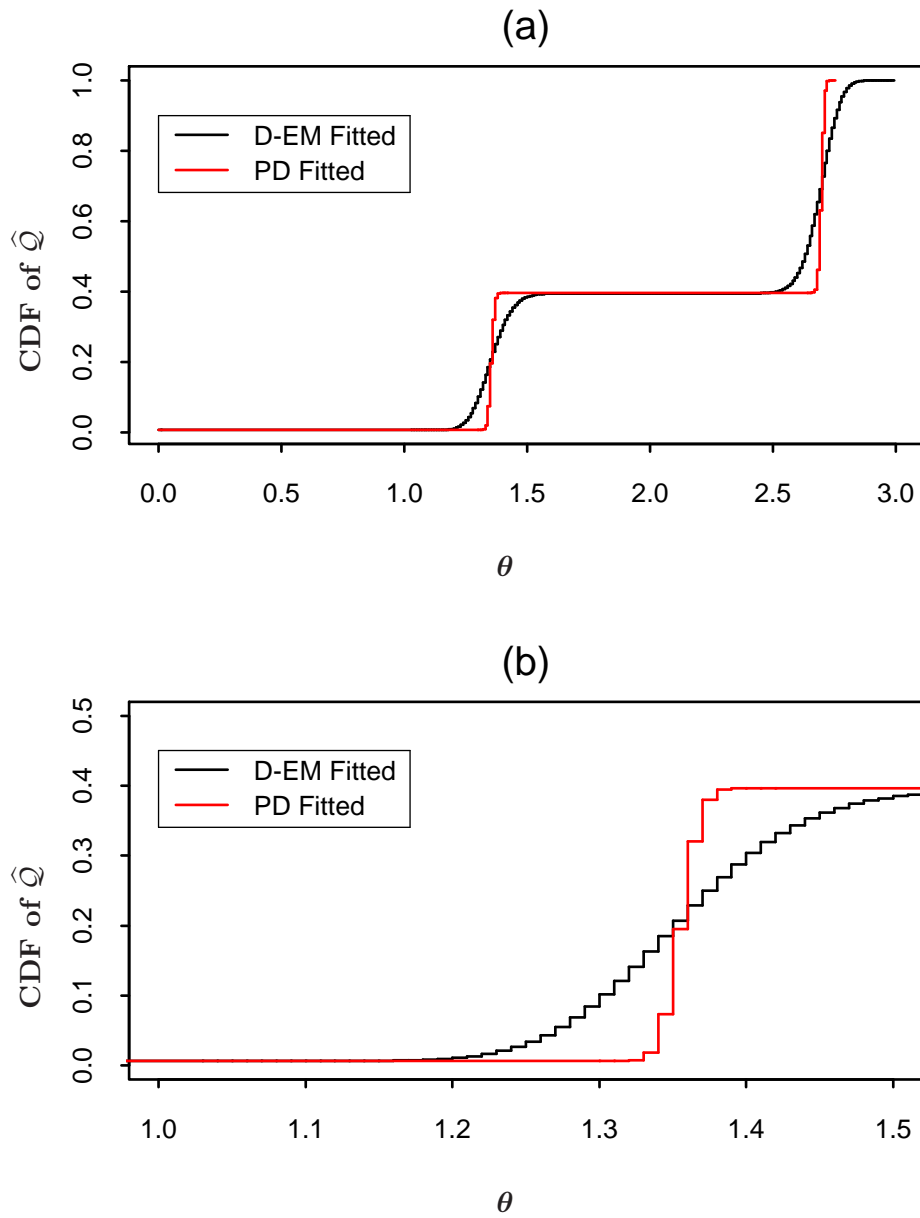 (a)
1.0
0.8
0.6
0.4
0.2
0.0
CDF of Q̂
D-EM Fitted
PD Fitted
0.0 0.5 1.0 1.5 2.0 2.5 3.0
θ
(b)
0.5
0.4
0.3
0.2
0.1
0.0
CDF of Q̂
D-EM Fitted
PD Fitted
1.0 1.1 1.2 1.3 1.4 1.5
θ